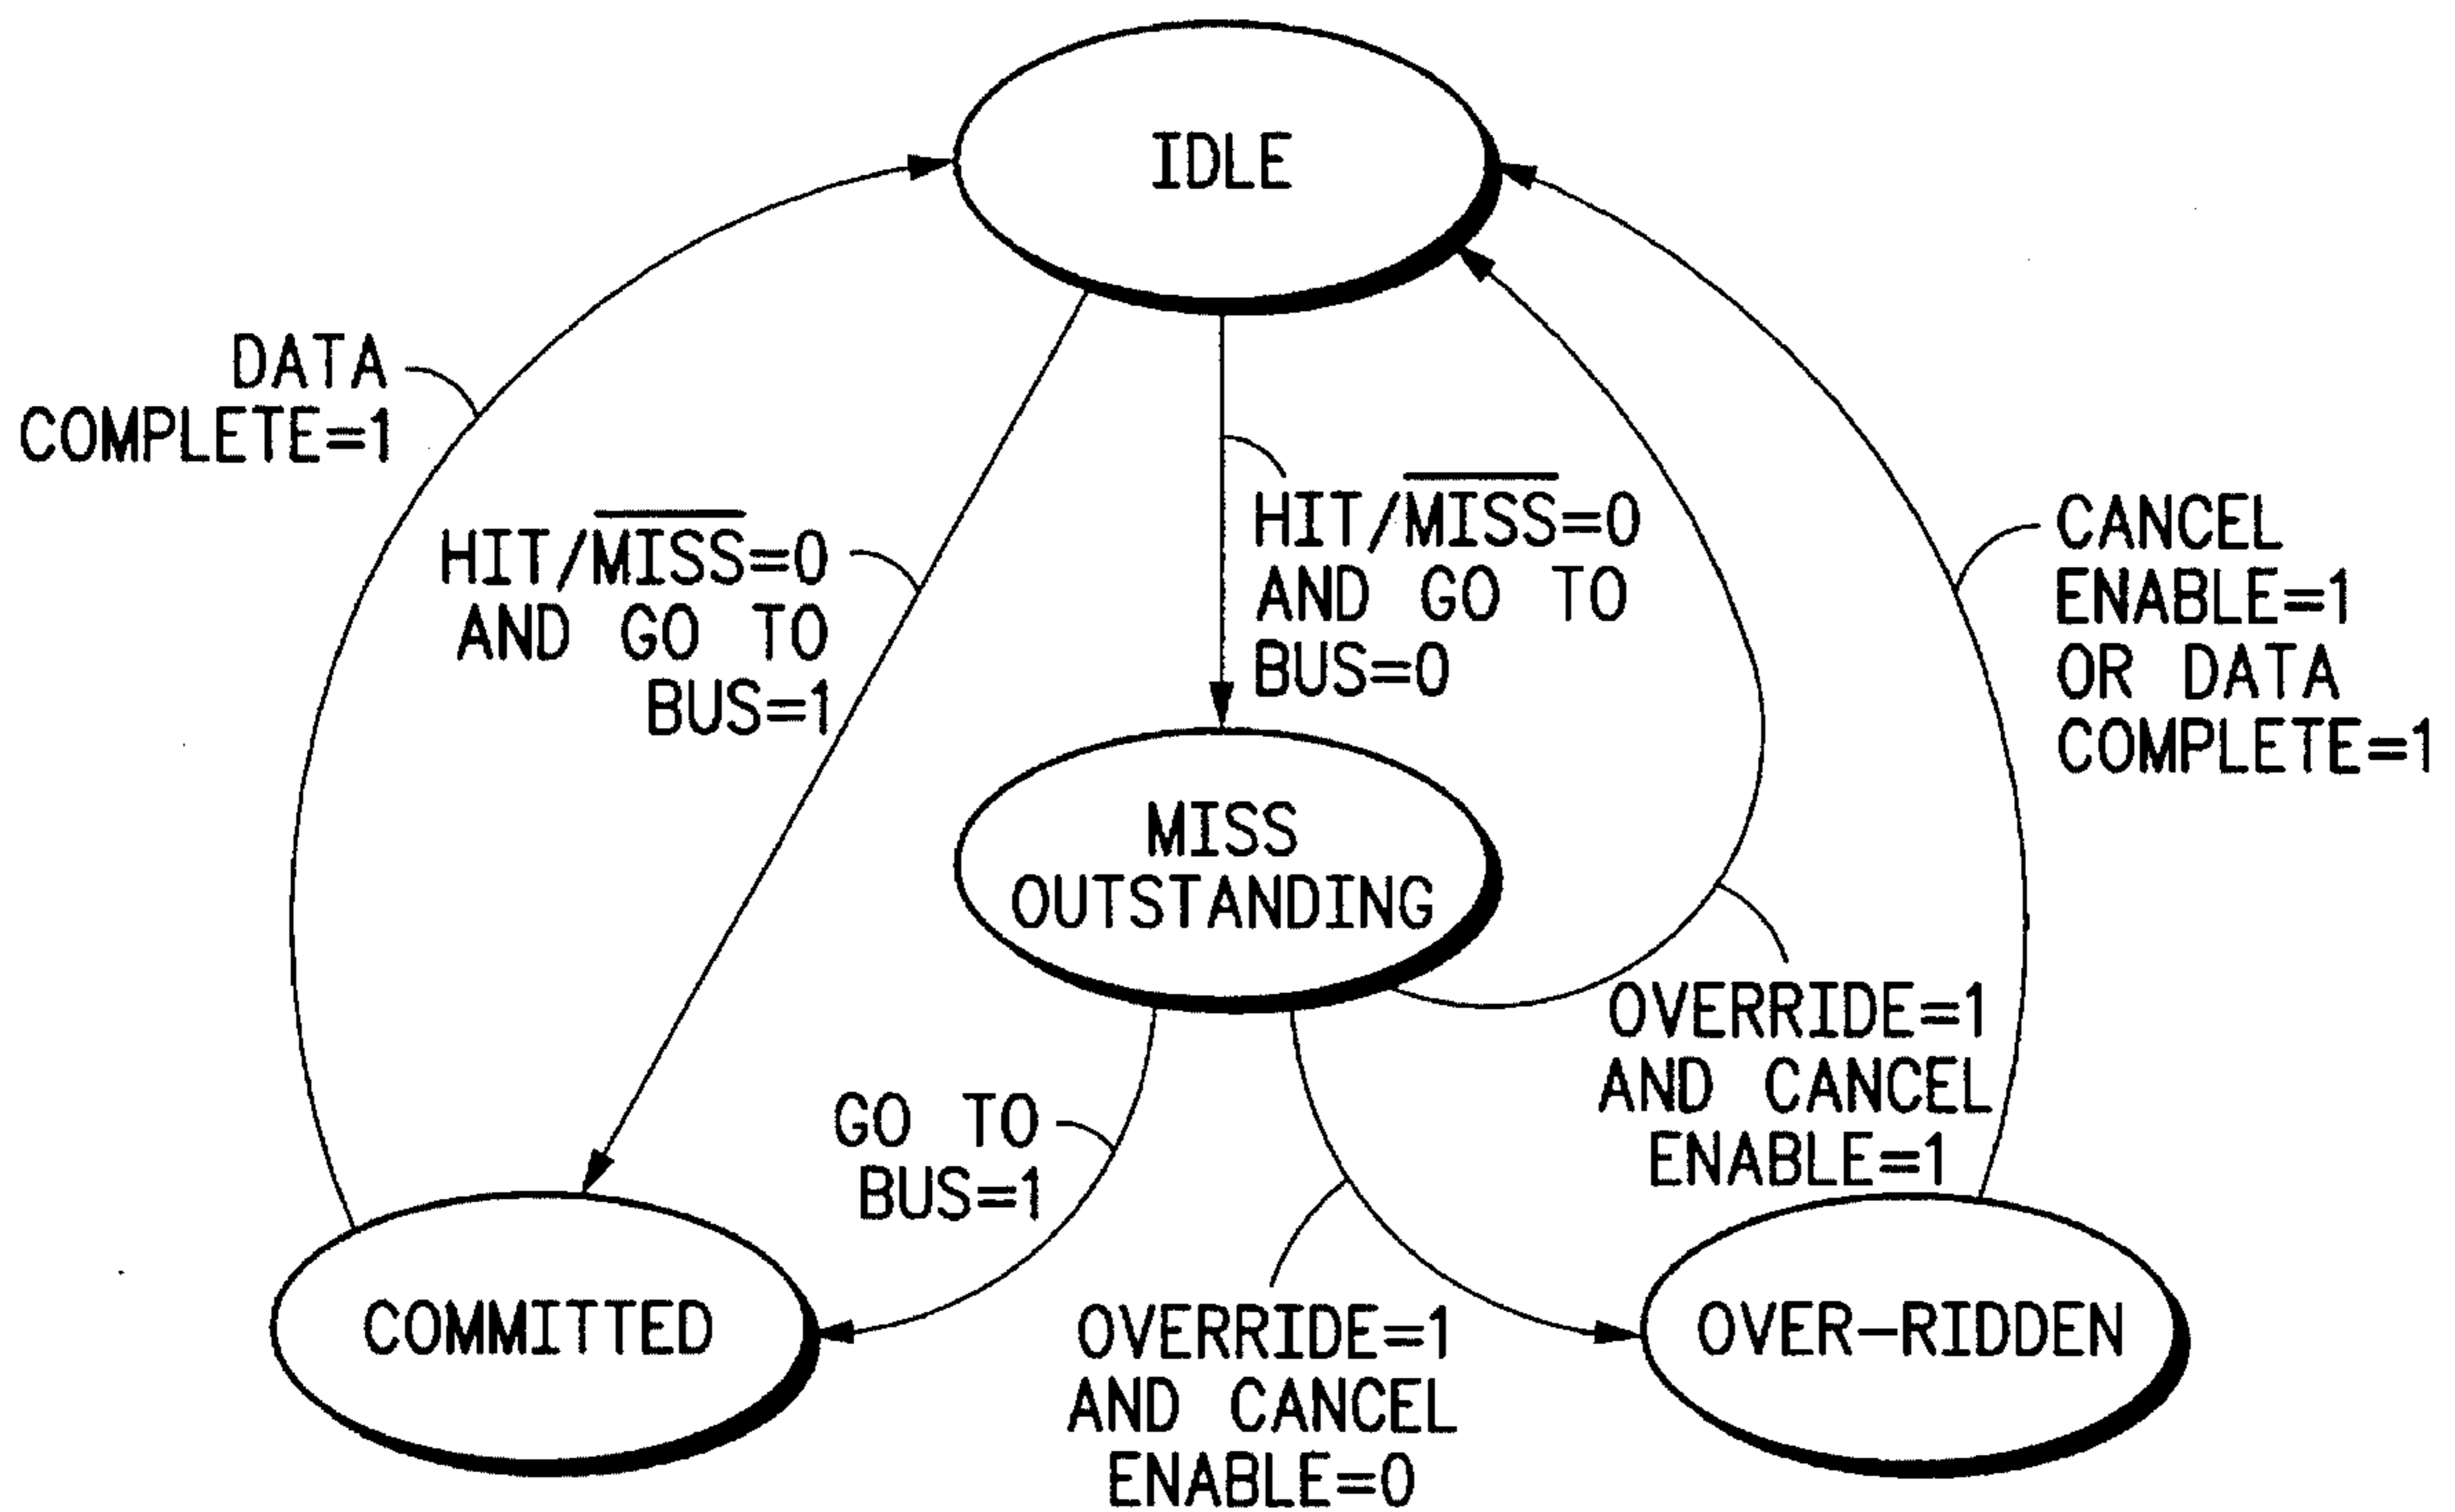 IDLE
DATA
COMPLETE=1
HIT/M̅I̅S̅S̅=0
AND GO TO
BUS=1
HIT/M̅I̅S̅S̅=0
AND GO TO
BUS=0
CANCEL
ENABLE=1
OR DATA
COMPLETE=1
MISS
OUTSTANDING
OVERRIDE=1
AND CANCEL
ENABLE=1
GO TO
BUS=1
OVERRIDE=1
AND CANCEL
ENABLE=0
COMMITTED
OVER-RIDDEN